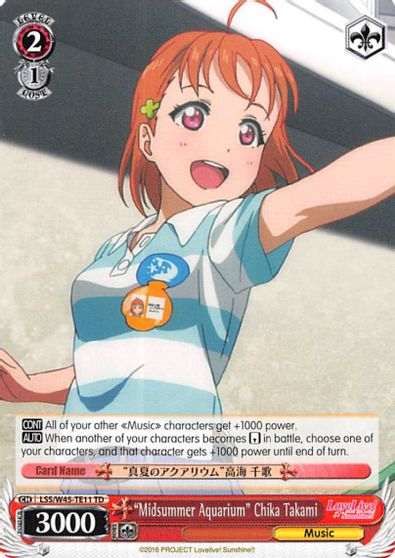 LEVEL
2
1
COST
CONT All of your other «Music» characters get +1000 power.
AUTO When another of your characters becomes [▼] in battle, choose one of
your characters, and that character gets +1000 power until end of turn.
Card Name
"真夏のアクアリウム"高海 千歌
CH LSS/W45-TE11 TD
3000
"Midsummer Aquarium" Chika Takami
LoveLive!
Sunshine!!
Music
©2016 PROJECT Lovelive! Sunshine!!